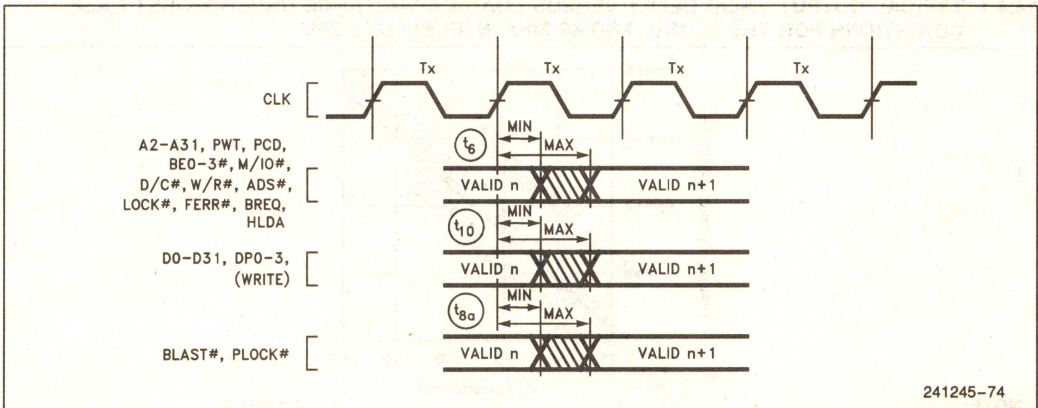 Tx Tx Tx Tx
CLK
MIN
MAX
t6
A2-A31, PWT, PCD,
BE0-3#, M/IO#,
D/C#, W/R#, ADS#,
LOCK#, FERR#, BREQ,
HLDA
VALID n VALID n+1
MIN
MAX
t10
D0-D31, DP0-3,
(WRITE)
VALID n VALID n+1
MIN
MAX
t8a
BLAST#, PLOCK#
VALID n VALID n+1
241245-74